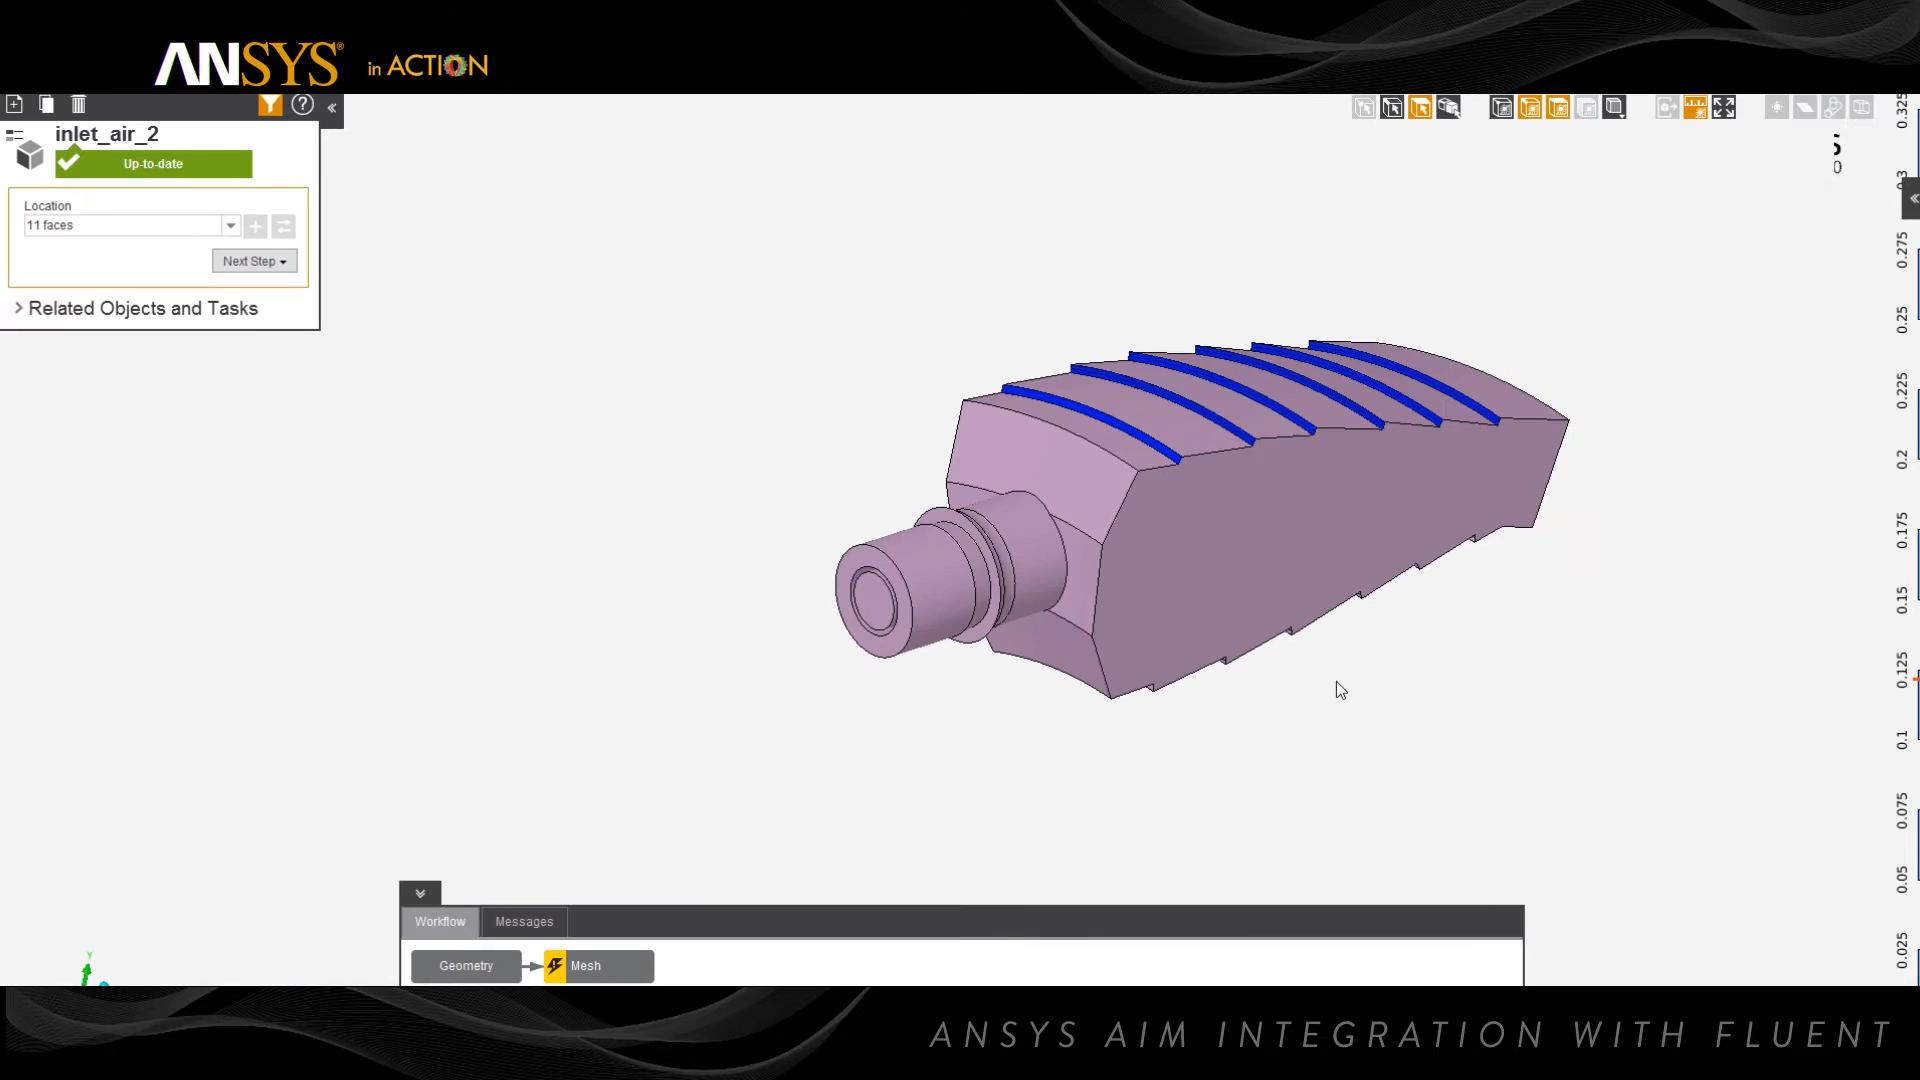 ANSYS® in ACTION
inlet_air_2
Up-to-date
Location
11 faces
Next Step
Related Objects and Tasks
S
0
0.325
0.3
0.275
0.25
0.225
0.2
0.175
0.15
0.125
0.1
0.075
0.05
0.025
Workflow
Messages
Geometry
Mesh
Y
ANSYS AIM INTEGRATION WITH FLUENT